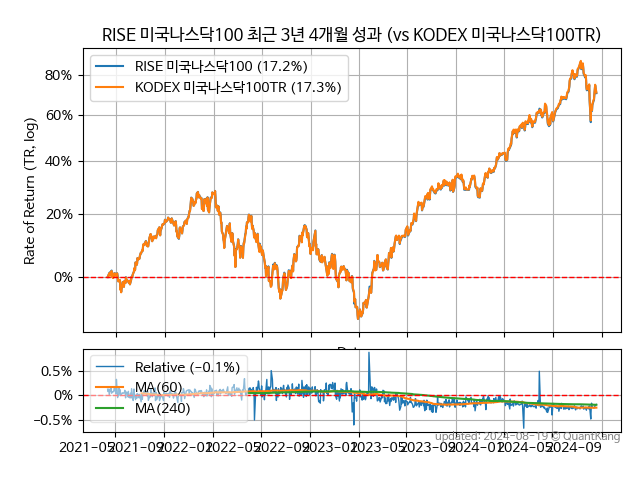 RISE 미국나스닥100 최근 3년 4개월 성과 (vs KODEX 미국나스닥100TR)
RISE 미국나스닥100 (17.2%)
KODEX 미국나스닥100TR (17.3%)
Rate of Return (TR, log)
80%
60%
40%
20%
0%
0.5%
0%
−0.5%
Relative (−0.1%)
MA(60)
MA(240)
2021-05 2021-09 2022-01 2022-05 2022-09 2023-01 2023-05 2023-09 2024-01 2024-05 2024-09
updated: 2024-08-19 © QuantKang